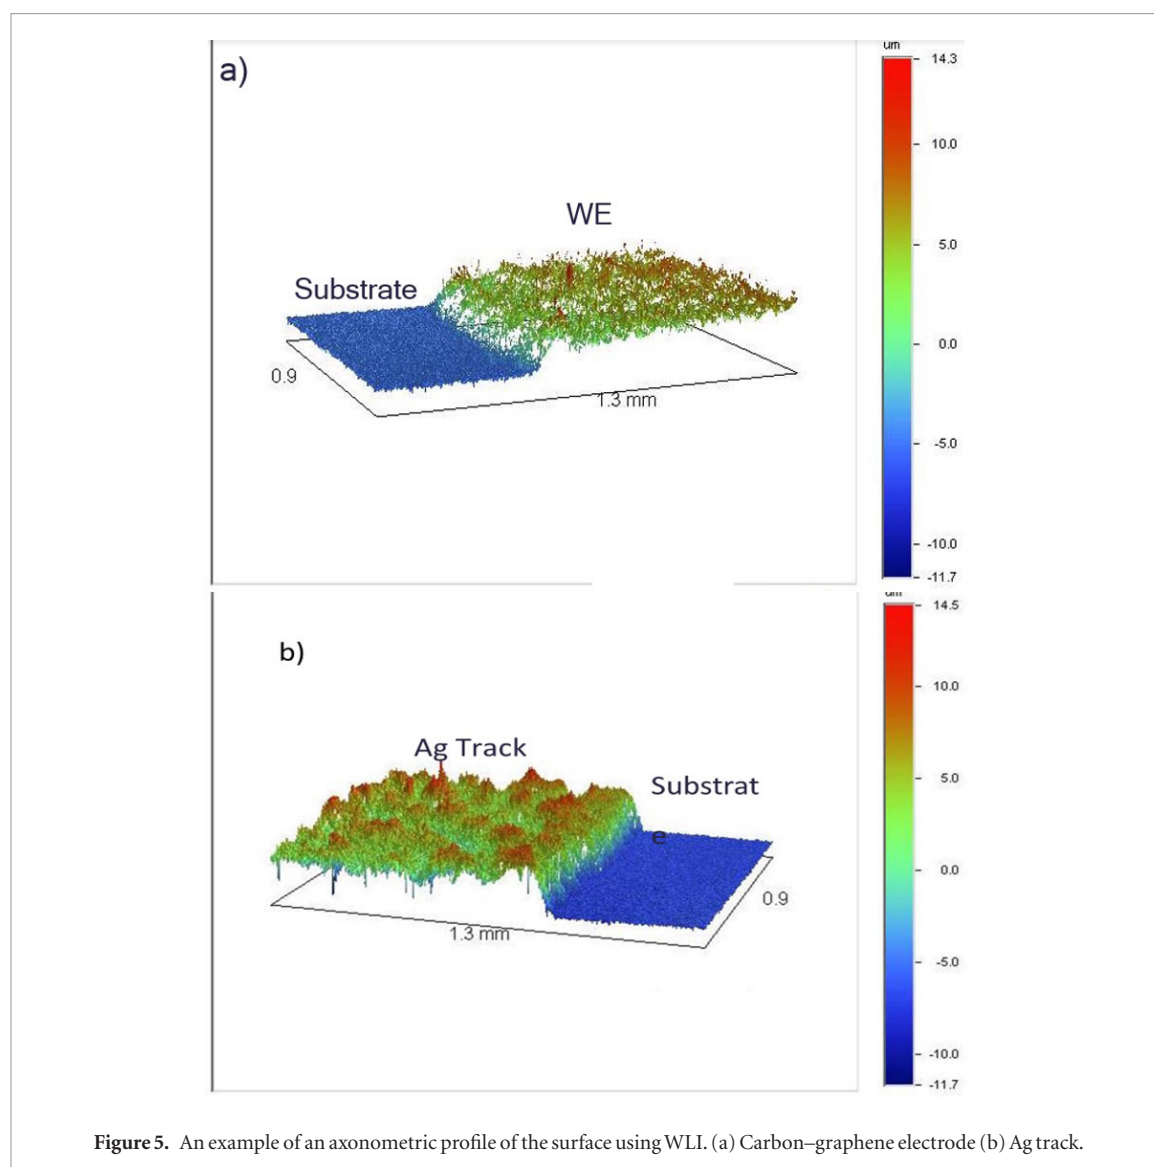 a)
um
14.3
10.0
5.0
0.0
-5.0
-10.0
-11.7
WE
Substrate
0.9
1.3 mm
b)
um
14.5
10.0
5.0
0.0
-5.0
-10.0
-11.7
Ag Track
Substrat
e
0.9
1.3 mm
Figure 5. An example of an axonometric profile of the surface using WLI. (a) Carbon–graphene electrode (b) Ag track.